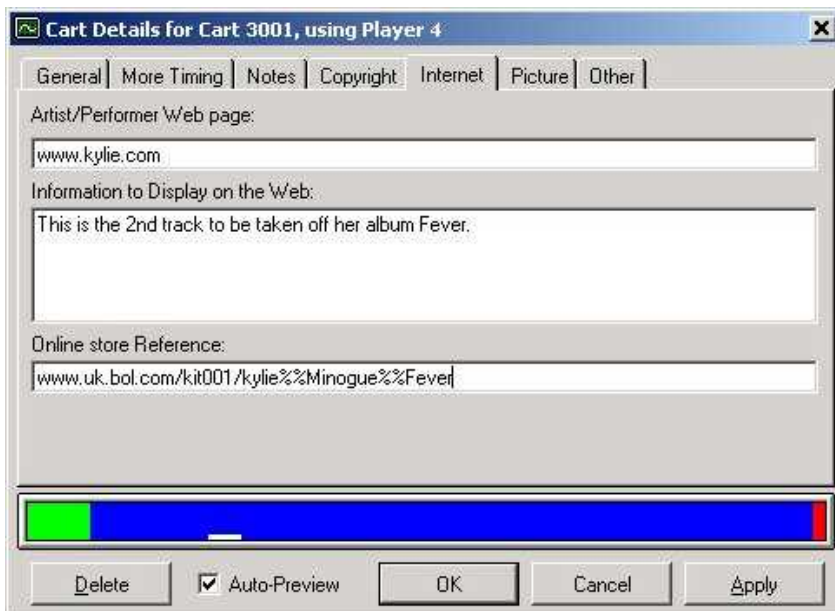 Cart Details for Cart 3001, using Player 4
General More Timing Notes Copyright Internet Picture Other
Artist/Performer Web page:
www.kylie.com
Information to Display on the Web:
This is the 2nd track to be taken off her album Fever.
Online store Reference:
www.uk.bol.com/kit001/kylie%%Minogue%%Fever
Delete Auto-Preview OK Cancel Apply